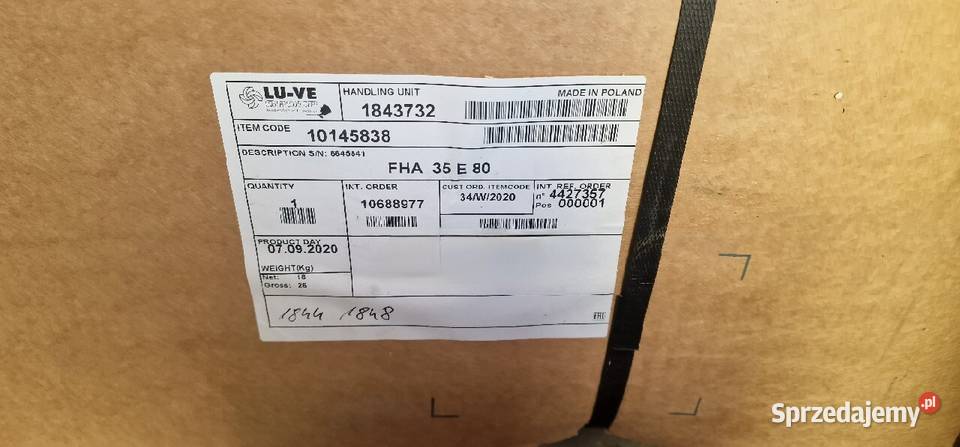 LU-VE
HANDLING UNIT
1843732
MADE IN POLAND
ITEM CODE
10145838
DESCRIPTION S/N:
FHA 35 E 80
QUANTITY
1
INT. ORDER
10688977
CUST ORD. ITEMCODE
34/W/2020
INT. REF. ORDER
n° 4427357
Pos 000001
PRODUCT DAY
07.09.2020
WEIGHT(Kg)
Net: 18
Gross:
1844 1848
Sprzedajemy.pl